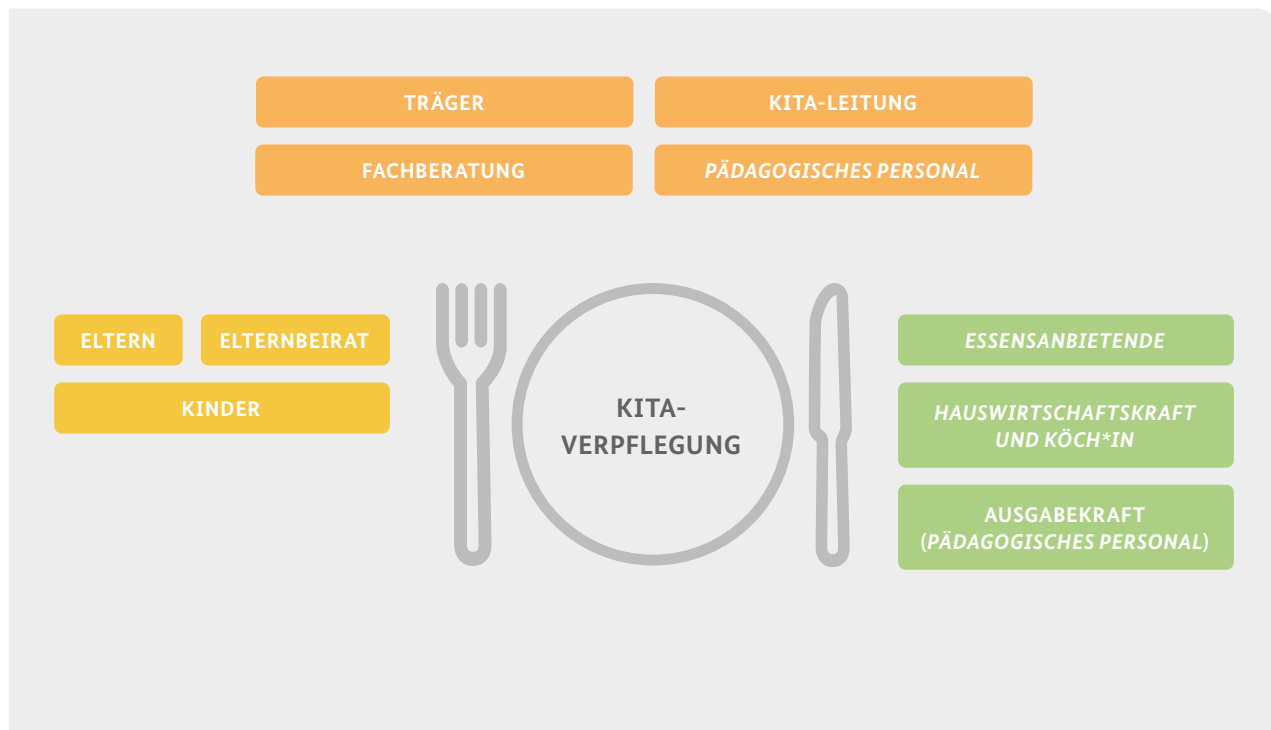 TRÄGER
KITA-LEITUNG
FACHBERATUNG
PÄDAGOGISCHES PERSONAL
ELTERN
ELTERNBEIRAT
KINDER
KITA-
VERPFLEGUNG
ESSENSANBIETENDE
HAUSWIRTSCHAFTSKRAFT
UND KÖCH*IN
AUSGABEKRAFT
(PÄDAGOGISCHES PERSONAL)